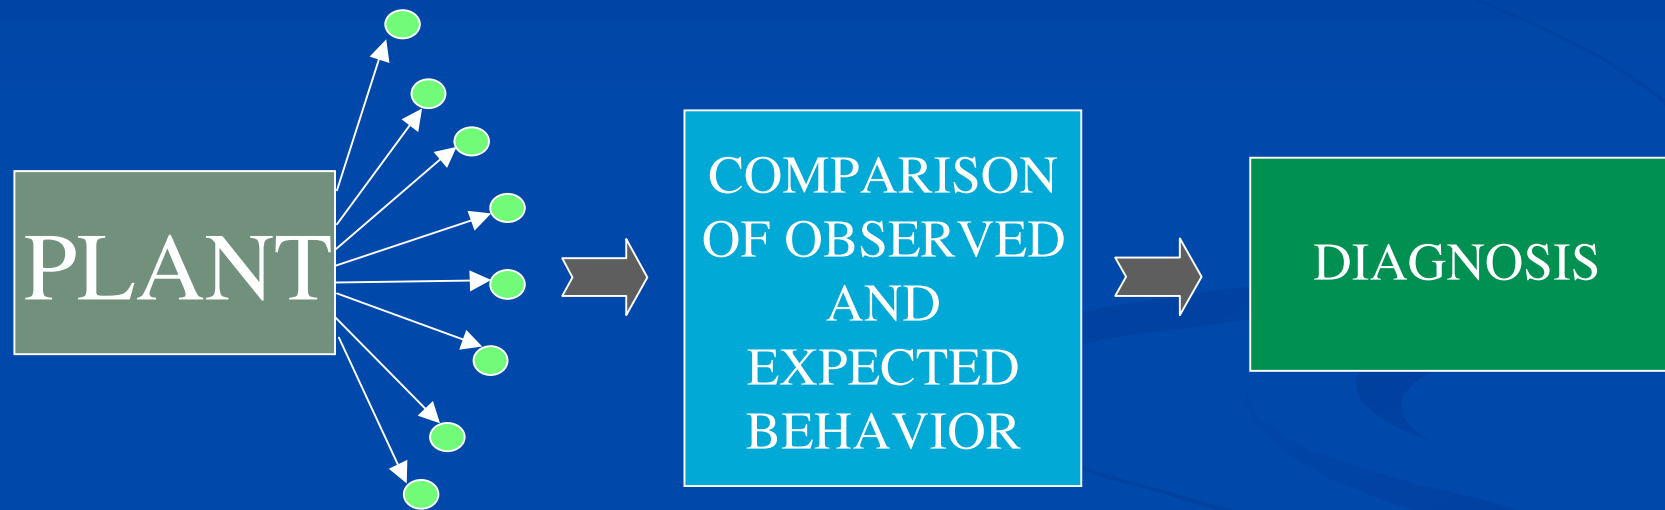 PLANT
COMPARISON
OF OBSERVED
AND
EXPECTED
BEHAVIOR
DIAGNOSIS